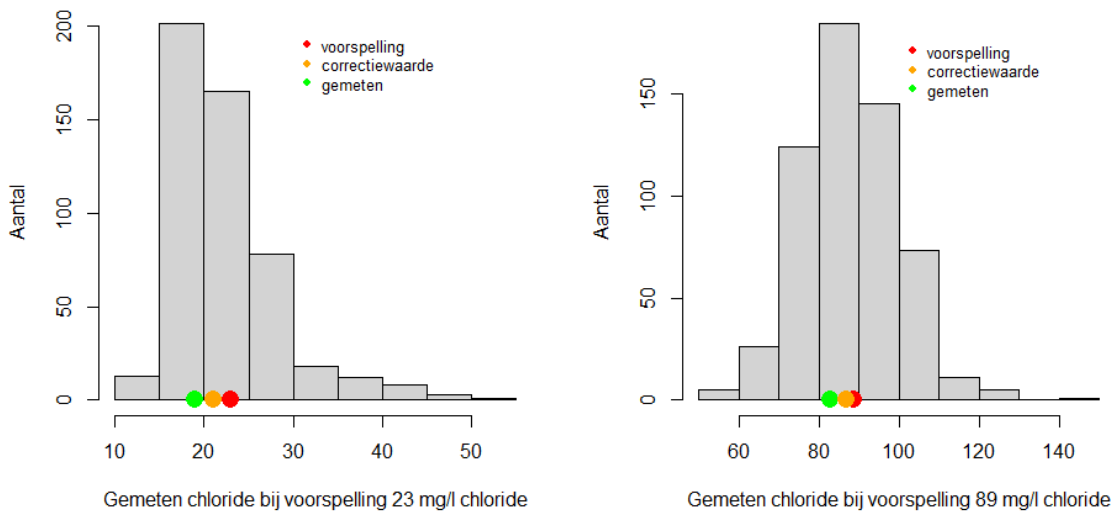 200
150
100
50
0
Aantal
voorspelling
correctiewaarde
gemeten
10 20 30 40 50
Gemeten chloride bij voorspelling 23 mg/l chloride
150
100
50
0
Aantal
voorspelling
correctiewaarde
gemeten
60 80 100 120 140
Gemeten chloride bij voorspelling 89 mg/l chloride